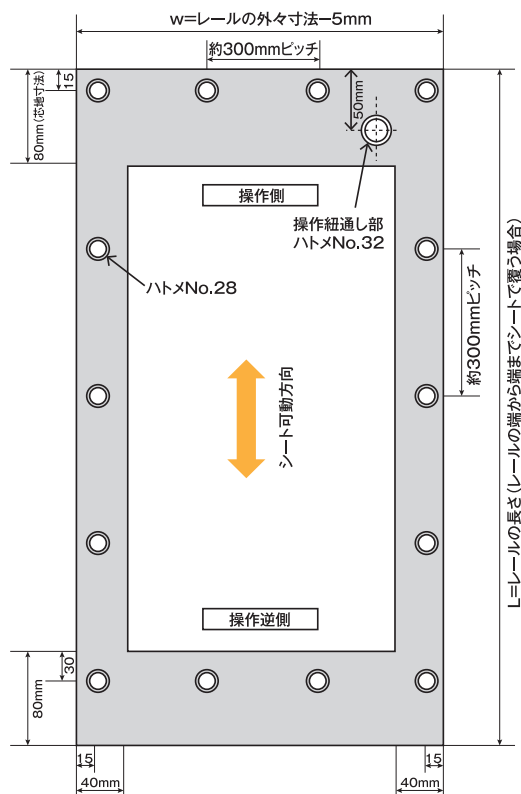 w=レールの外々寸法ー5mm
約300mmピッチ
15
80mm(芯地寸法)
50mm
操作側
操作紐通し部
ハトメNo.32
ハトメNo.28
約300mmピッチ
シート可動方向
L=レールの長さ(レールの端から端までシートで覆う場合)
操作逆側
30
80mm
15
40mm
15
40mm